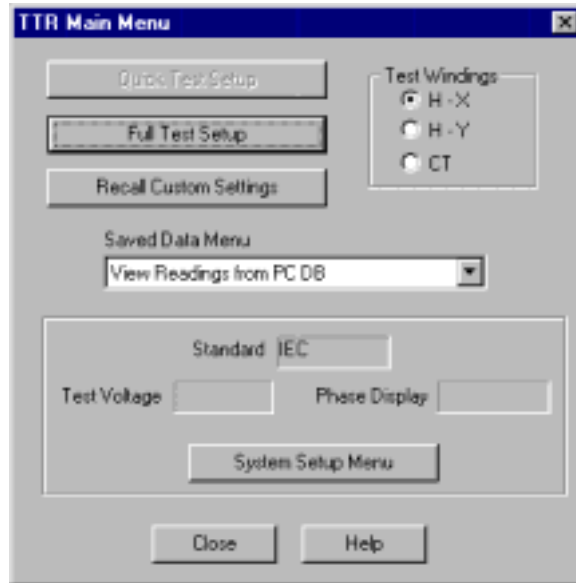 TTR Main Menu
Quick Test Setup
Full Test Setup
Recall Custom Settings
Test Windings
H - X
H - Y
CT
Saved Data Menu
View Readings from PC DB
Standard IEC
Test Voltage Phase Display
System Setup Menu
Close Help